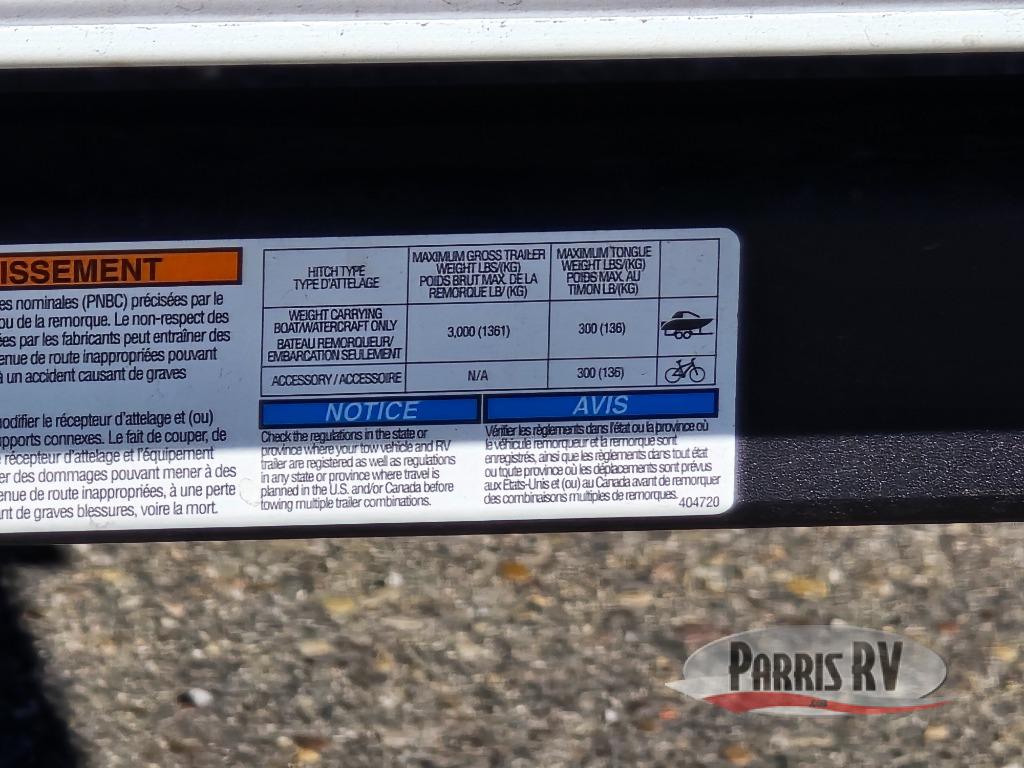 ISSEMENT
es nominales (PNBC) précisées par le
ou de la remorque. Le non-respect des
ées par les fabricants peut entraîner des
enue de route inappropriées pouvant
à un accident causant de graves
modifier le récepteur d'attelage et (ou)
upports connexes. Le fait de couper, de
récepteur d'attelage et l'équipement
er des dommages pouvant mener à des
enue de route inappropriées, à une perte
nt de graves blessures, voire la mort.
HITCH TYPE
TYPE D'ATTELAGE
MAXIMUM GROSS TRAILER
WEIGHT LBS/(KG)
POIDS BRUT MAX. DE LA
REMORQUE LB/ (KG)
MAXIMUM TONGUE
WEIGHT LBS/(KG)
POIDS MAX. AU
TIMON LB/(KG)
WEIGHT CARRYING
BOAT/WATERCRAFT ONLY
BATEAU REMORQUEUR/
EMBARCATION SEULEMENT
3,000 (1361)
300 (136)
ACCESSORY / ACCESSOIRE
N/A
300 (136)
NOTICE
Check the regulations in the state or
province where your tow vehicle and RV
trailer are registered as well as regulations
in any state or province where travel is
planned in the U.S. and/or Canada before
towing multiple trailer combinations.
AVIS
Vérifier les règlements dans l'état ou la province où
le véhicule remorqueur et la remorque sont
enregistrés, ainsi que les règlements dans tout état
ou toute province où les déplacements sont prévus
aux États-Unis et (ou) au Canada avant de remorquer
des combinaisons multiples de remorques.
404720
PARRIS RV
.com